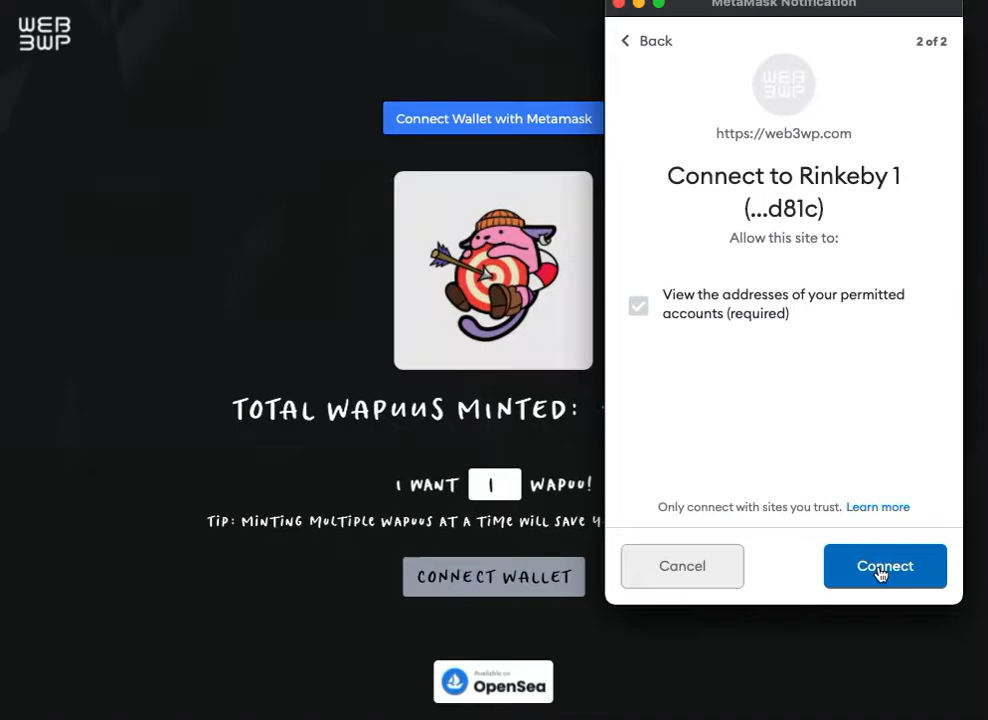 WEB
3WP
MetaMask Notification
Back
2 of 2
WEB
3WP
https://web3wp.com
Connect to Rinkeby 1
(...d81c)
Allow this site to:
View the addresses of your permitted
accounts (required)
Only connect with sites you trust. Learn more
Cancel
Connect
Connect Wallet with Metamask
TOTAL WAPUUS MINTED:
I WANT 1 WAPUU!
TIP: MINTING MULTIPLE WAPUUS AT A TIME WILL SAVE
CONNECT WALLET
Available on
OpenSea